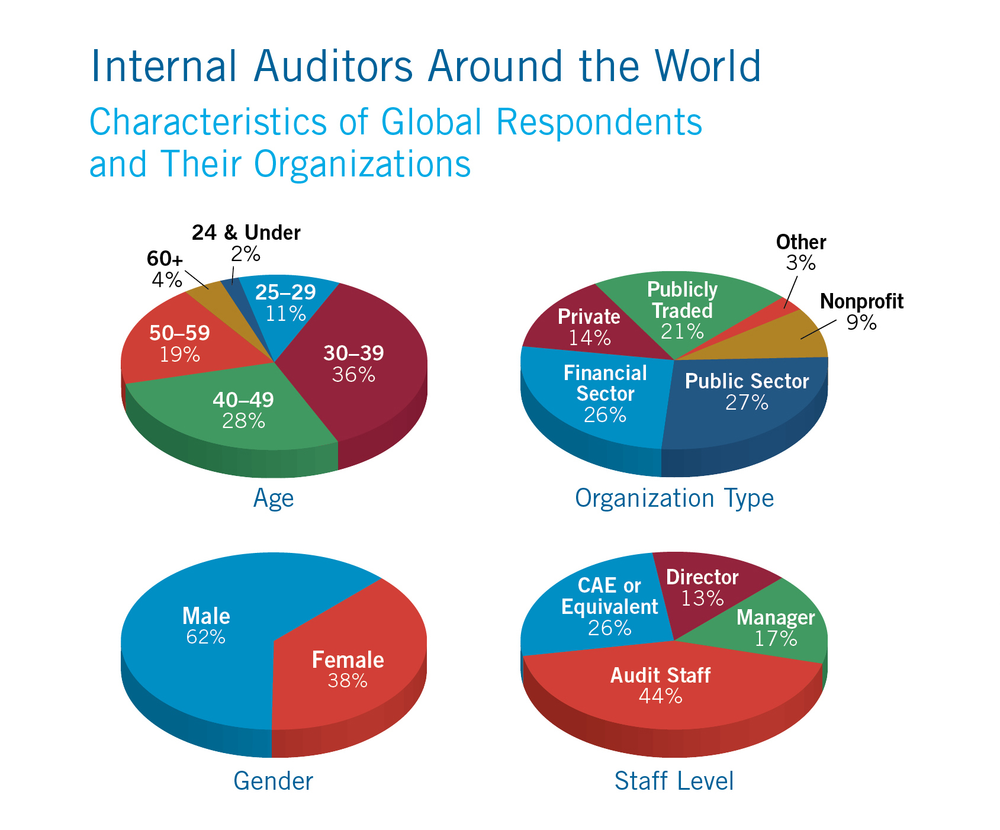 Internal Auditors Around the World
Characteristics of Global Respondents
and Their Organizations
24 & Under
2%
60+
4%
25–29
11%
50–59
19%
30–39
36%
40–49
28%
Age
Other
3%
Publicly
Traded
21%
Nonprofit
9%
Private
14%
Financial
Sector
26%
Public Sector
27%
Organization Type
Male
62%
Female
38%
Gender
CAE or
Equivalent
26%
Director
13%
Manager
17%
Audit Staff
44%
Staff Level